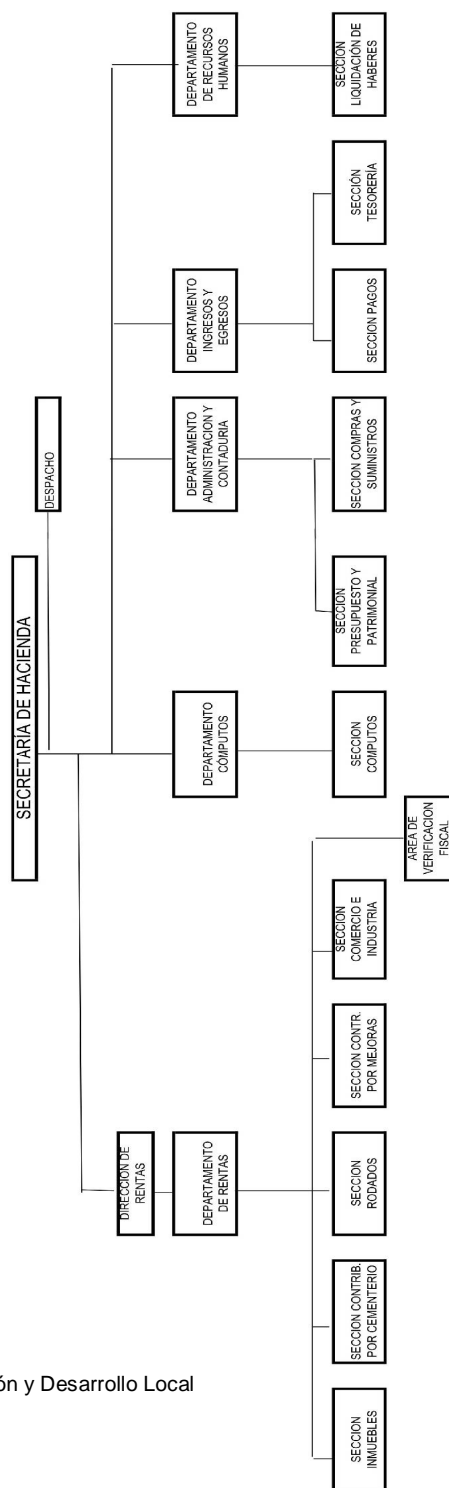 SECRETARÍA DE HACIENDA
DESPACHO
DIRECCION DE
RENTAS
DEPARTAMENTO
DE RENTAS
DEPARTAMENTO
CÓMPUTOS
DEPARTAMENTO
ADMINISTRACION Y
CONTADURIA
DEPARTAMENTO
INGRESOS Y
EGRESOS
DEPARTAMENTO
DE RECURSOS
HUMANOS
SECCION
INMUEBLES
SECCION CONTRIB.
POR CEMENTERIO
SECCION
RODADOS
SECCION CONTR.
POR MEJORAS
SECCION
COMERCIO E
INDUSTRIA
AREA DE
VERIFICACION
FISCAL
SECCION
COMPUTOS
SECCION
PRESUPUESTO Y
PATRIMONIAL
SECCION COMPRAS Y
SUMINISTROS
SECCION PAGOS
SECCIÓN
TESORERÍA
SECCION
LIQUIDACIÓN DE
HABERES
ón y Desarrollo Local